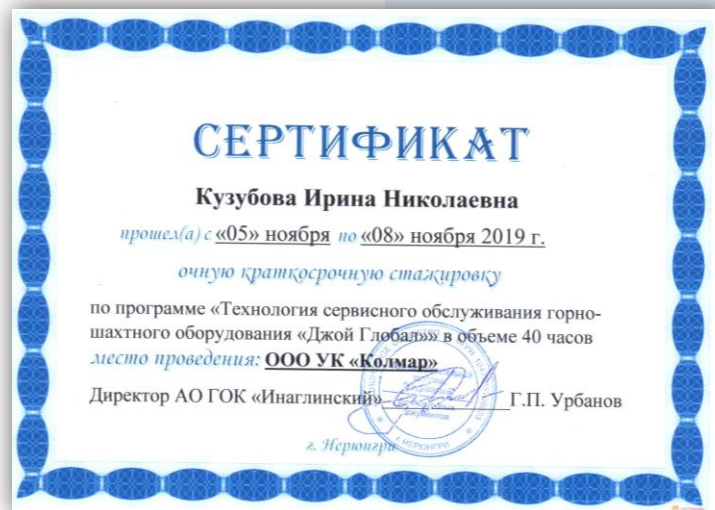 СЕРТИФИКАТ
Кузубова Ирина Николаевна
прошел(а) с «05» ноября по «08» ноября 2019 г.
очную краткосрочную стажировку
по программе «Технология сервисного обслуживания горно-
шахтного оборудования «Джой Глобал»» в объеме 40 часов
место проведения: ООО УК «Колмар»
Директор АО ГОК «Инаглинский» Г.П. Урбанов
документов
г. НЕРЮНГРИ
г. Нерюнгри